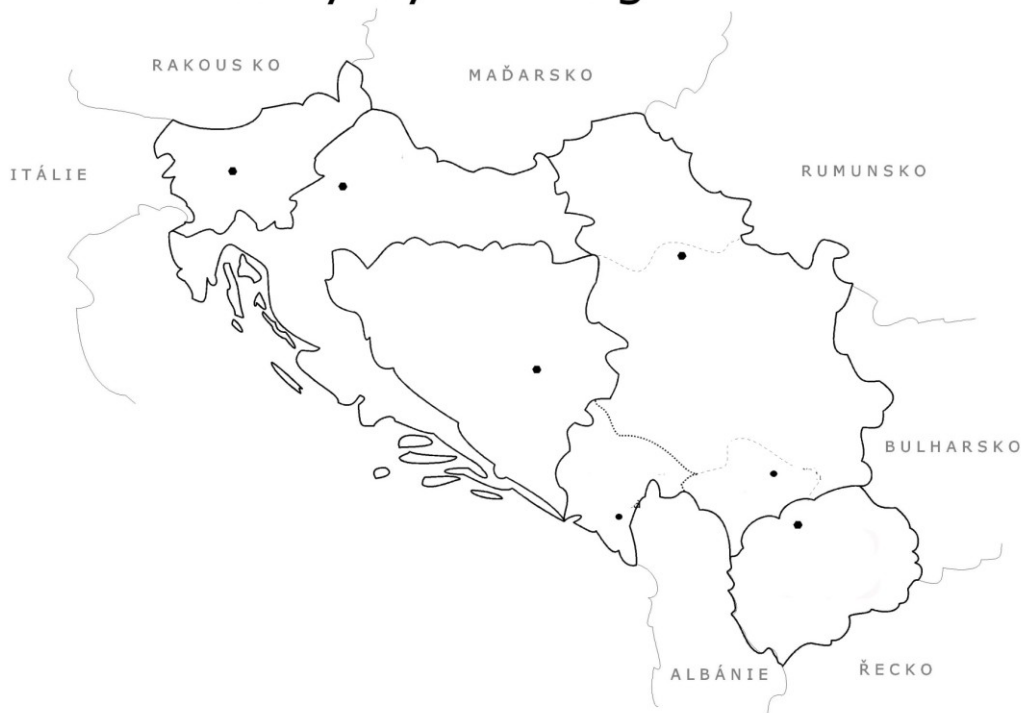 RAKOUS KO
MAĎARSKO
ITÁLIE
RUMUNSKO
BULHARSKO
ALBÁNIE
ŘECKO